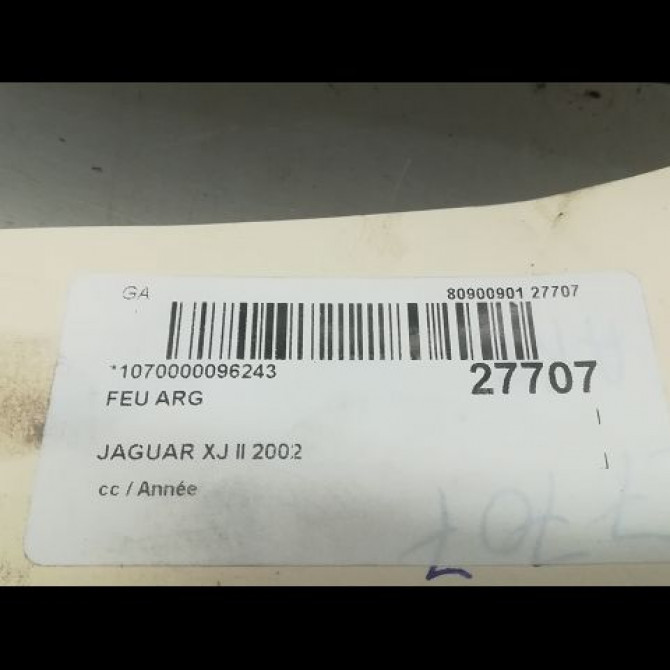 GA 80900901 27707
*1070000096243 27707
FEU ARG
JAGUAR XJ II 2002
cc / Année